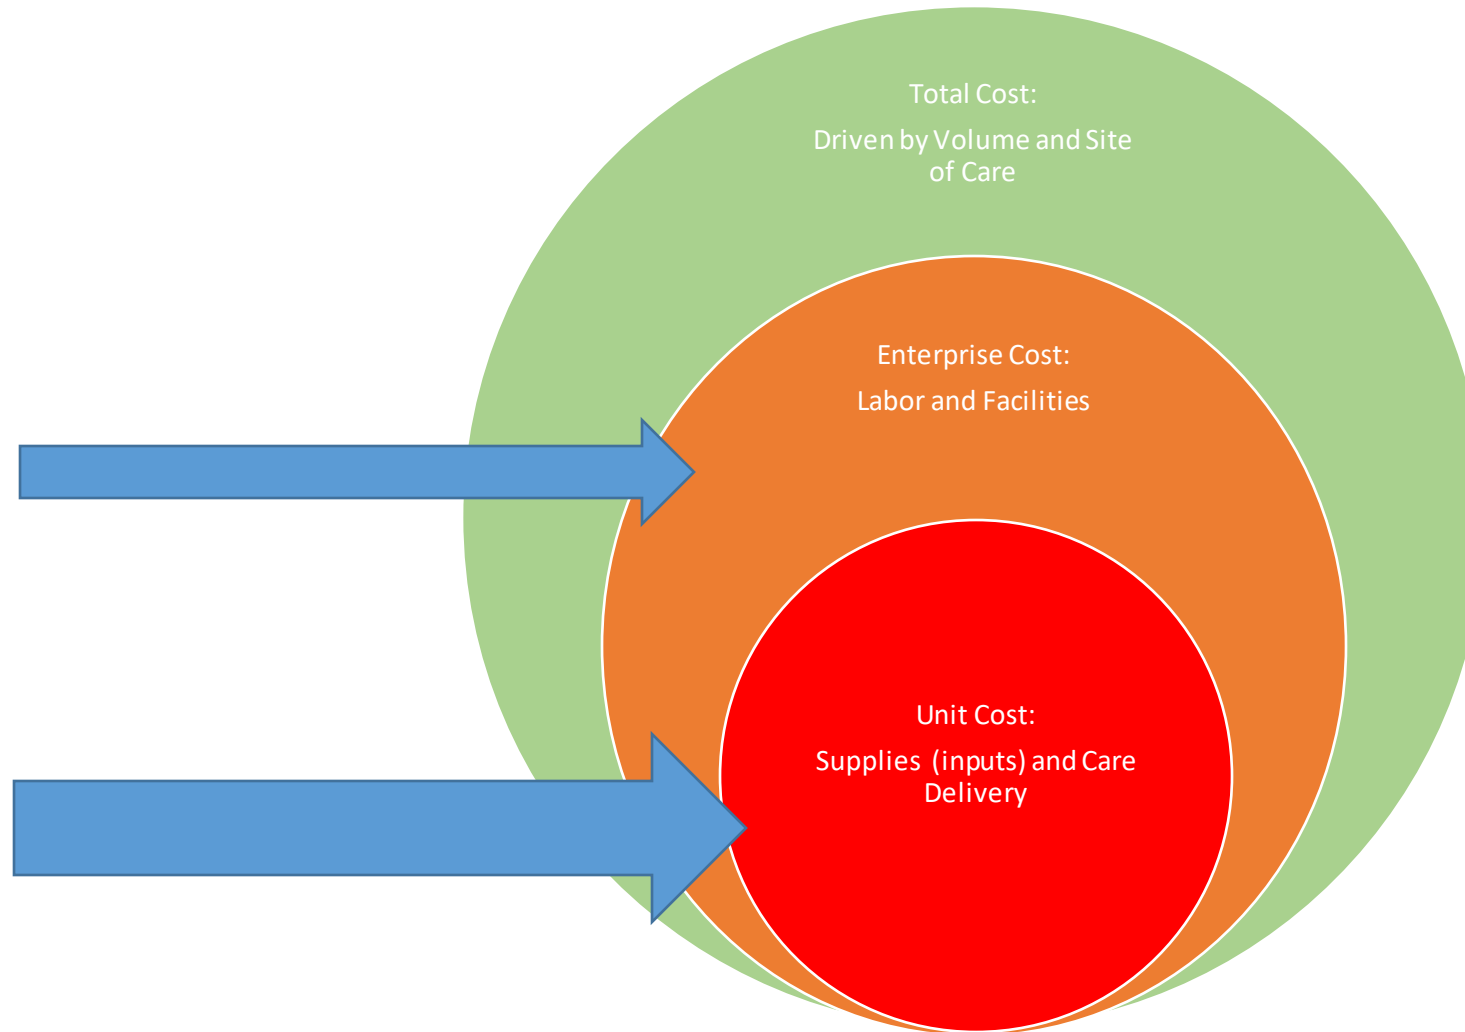 Total Cost:
Driven by Volume and Site
of Care
Enterprise Cost:
Labor and Facilities
Unit Cost:
Supplies (inputs) and Care
Delivery